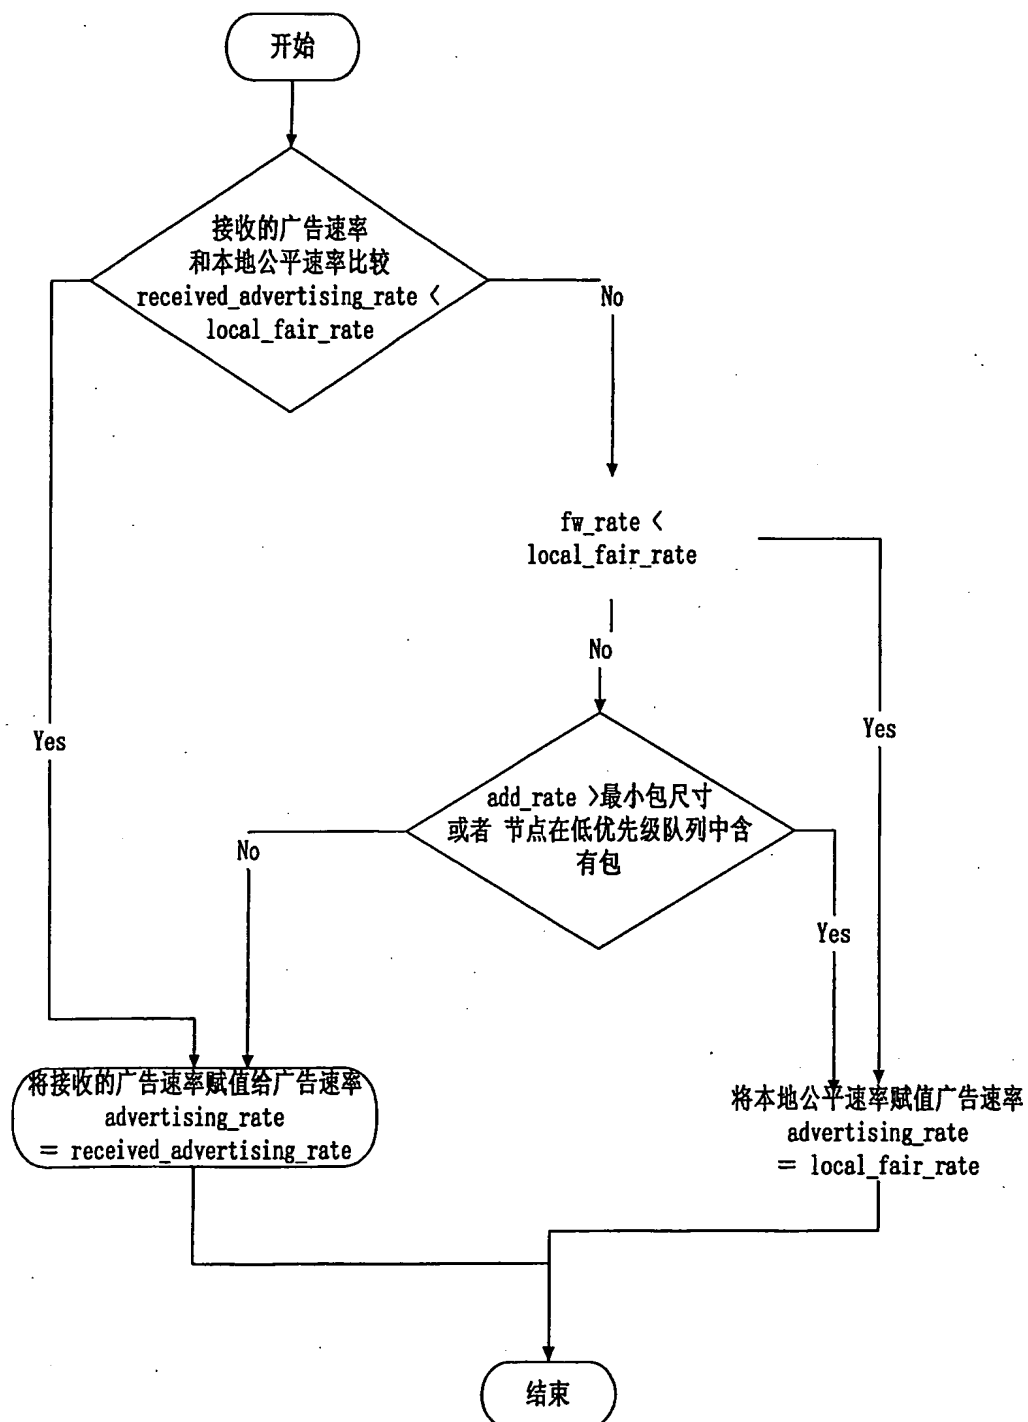 开始
接收的广告速率
和本地公平速率比较
received_advertising_rate <
local_fair_rate
No
fw_rate <
local_fair_rate
No
Yes
Yes
add_rate >最小包尺寸
或者 节点在低优先级队列中含
有包
No
Yes
将接收的广告速率赋值给广告速率
advertising_rate
= received_advertising_rate
将本地公平速率赋值广告速率
advertising_rate
= local_fair_rate
结束